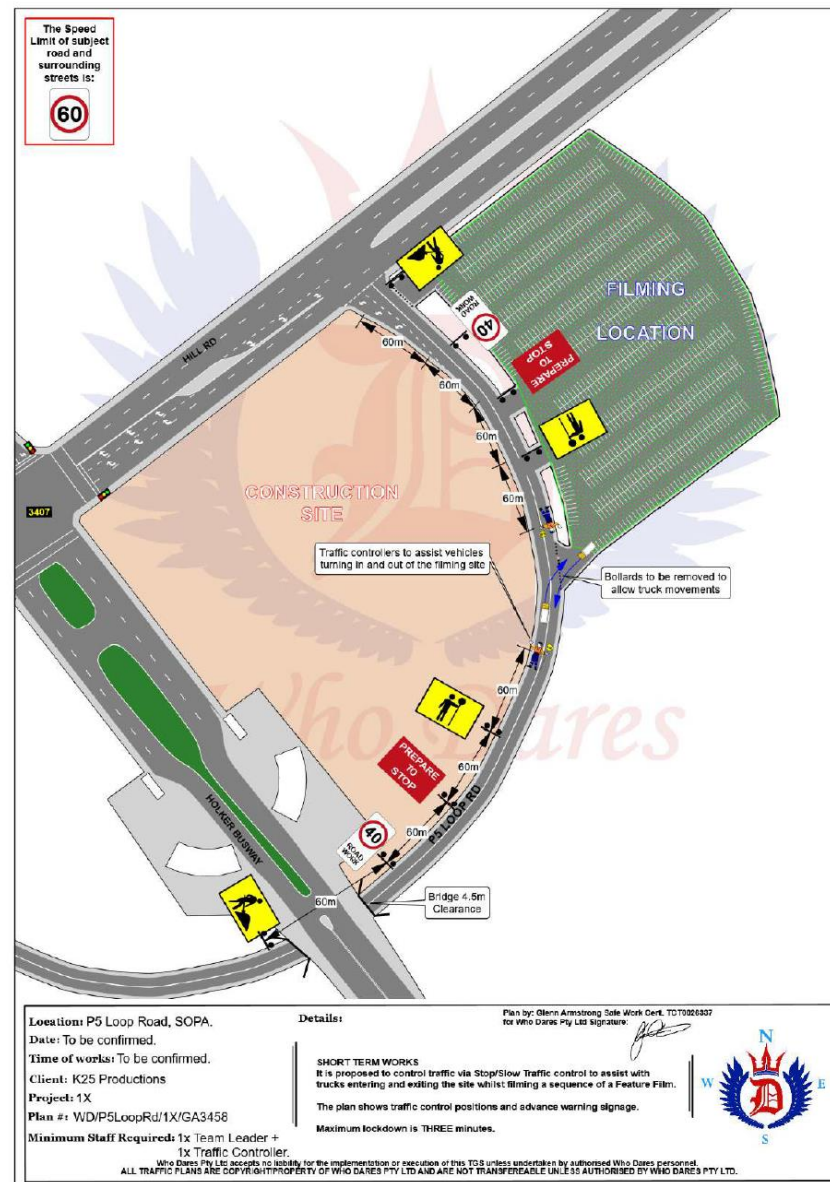 The Speed
Limit of subject
road and
surrounding
streets is:
60
FILMING
LOCATION
ROAD
WORK
40
PREPARE
TO
STOP
HILL RD
60m
60m
60m
60m
CONSTRUCTION
SITE
3407
Traffic controllers to assist vehicles
turning in and out of the filming site
Bollards to be removed to
allow truck movements
60m
Who Dares
PREPARE
TO
STOP
60m
P5 LOOP RD
HOLKER BUSWAY
40
ROAD
WORK
60m
Bridge 4.5m
Clearance
60m
Location: P5 Loop Road, SOPA.
Date: To be confirmed.
Time of works: To be confirmed.
Client: K25 Productions
Project: 1X
Plan #: WD/P5LoopRd/1X/GA3458
Minimum Staff Required: 1x Team Leader +
1x Traffic Controller.
Details:
Plan by: Glenn Armstrong Safe Work Cert. TCT0026337
for Who Dares Pty Ltd Signature:
SHORT TERM WORKS
It is proposed to control traffic via Stop/Slow Traffic control to assist with
trucks entering and exiting the site whilst filming a sequence of a Feature Film.
The plan shows traffic control positions and advance warning signage.
Maximum lockdown is THREE minutes.
N
W
E
D
S
Who Dares Pty Ltd accepts no liability for the implementation or execution of this TGS unless undertaken by authorised Who Dares personnel.
ALL TRAFFIC PLANS ARE COPYRIGHT/PROPERTY OF WHO DARES PTY LTD AND ARE NOT TRANSFEREABLE UNLESS AUTHORISED BY WHO DARES PTY LTD.